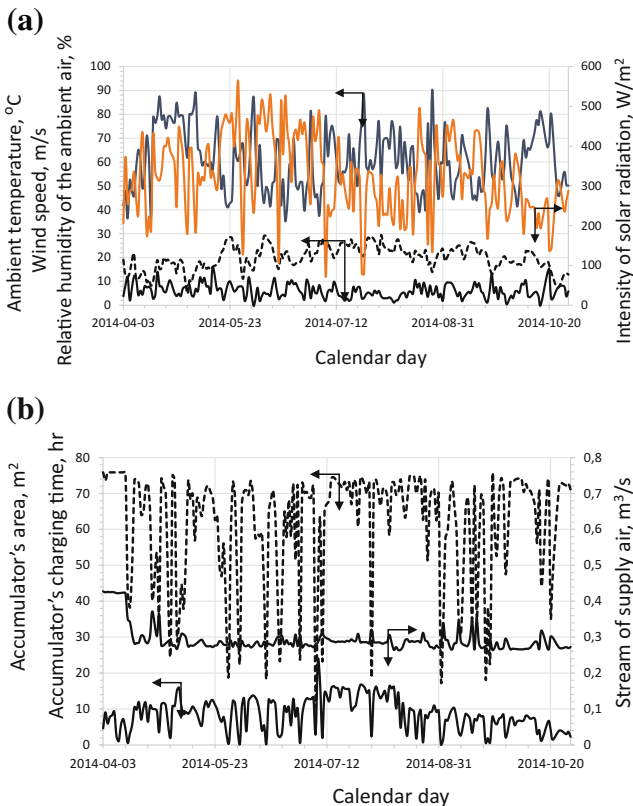 (a)
Ambient temperature, °C
Wind speed, m/s
Relative humidity of the ambient air, %
100
90
80
70
60
50
40
30
20
10
0
600
500
400
300
200
100
0
Intensity of solar radiation, W/m²
2014-04-03 2014-05-23 2014-07-12 2014-08-31 2014-10-20
Calendar day
(b)
Accumulator's area, m²
Accumulator's charging time, hr
80
70
60
50
40
30
20
10
0
0,8
0,7
0,6
0,5
0,4
0,3
0,2
0,1
0
Stream of supply air, m³/s
2014-04-03 2014-05-23 2014-07-12 2014-08-31 2014-10-20
Calendar day